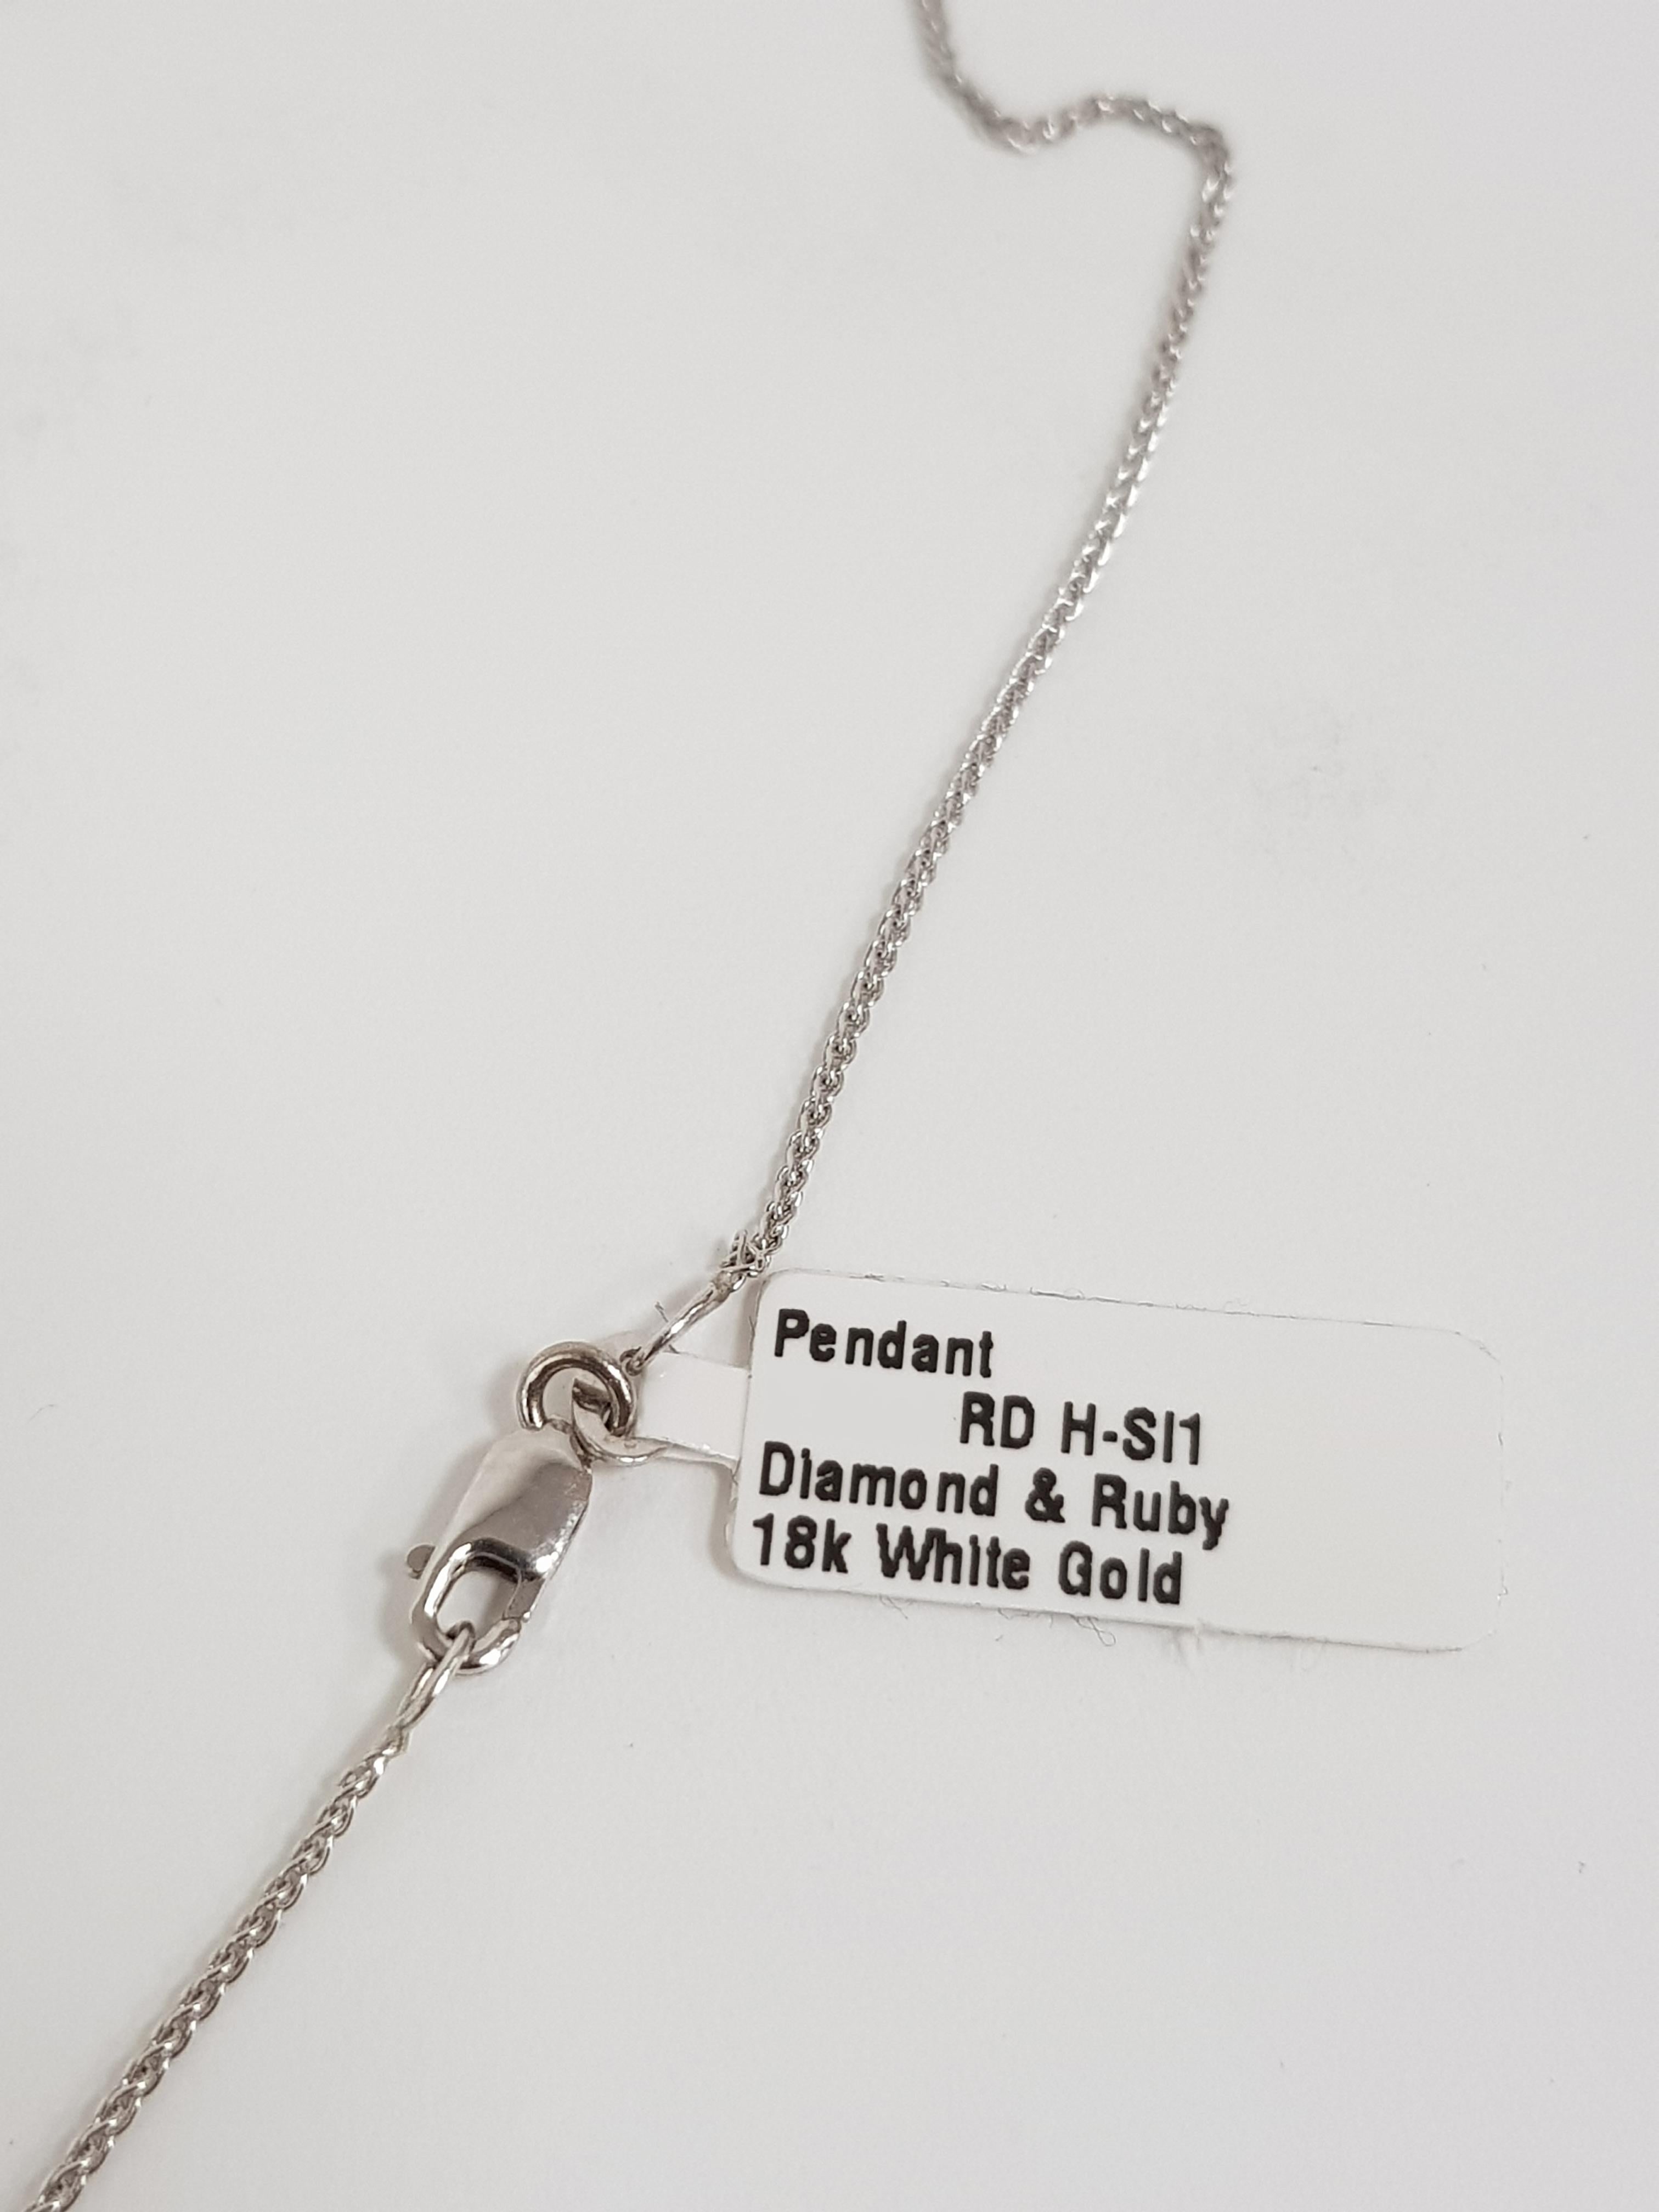 Pendant
RD H-SI1
Diamond & Ruby
18k White Gold